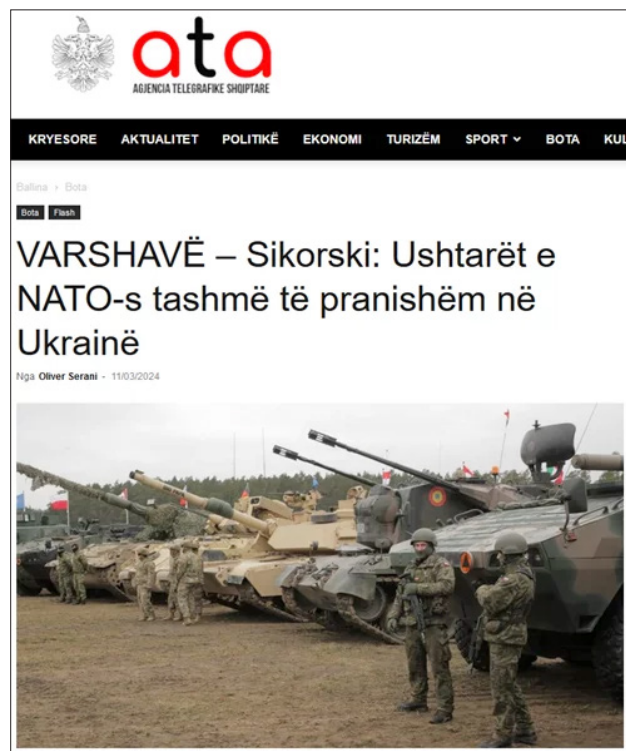 ata
AGJENCIA TELEGRAFIKE SHQIPTARE
KRYESORE AKTUALITET POLITIKË EKONOMI TURIZËM SPORT BOTA KUL
Ballina › Bota
Bota Flash
VARSHAVË – Sikorski: Ushtarët e
NATO-s tashmë të pranishëm në
Ukrainë
Nga Oliver Serani - 11/03/2024